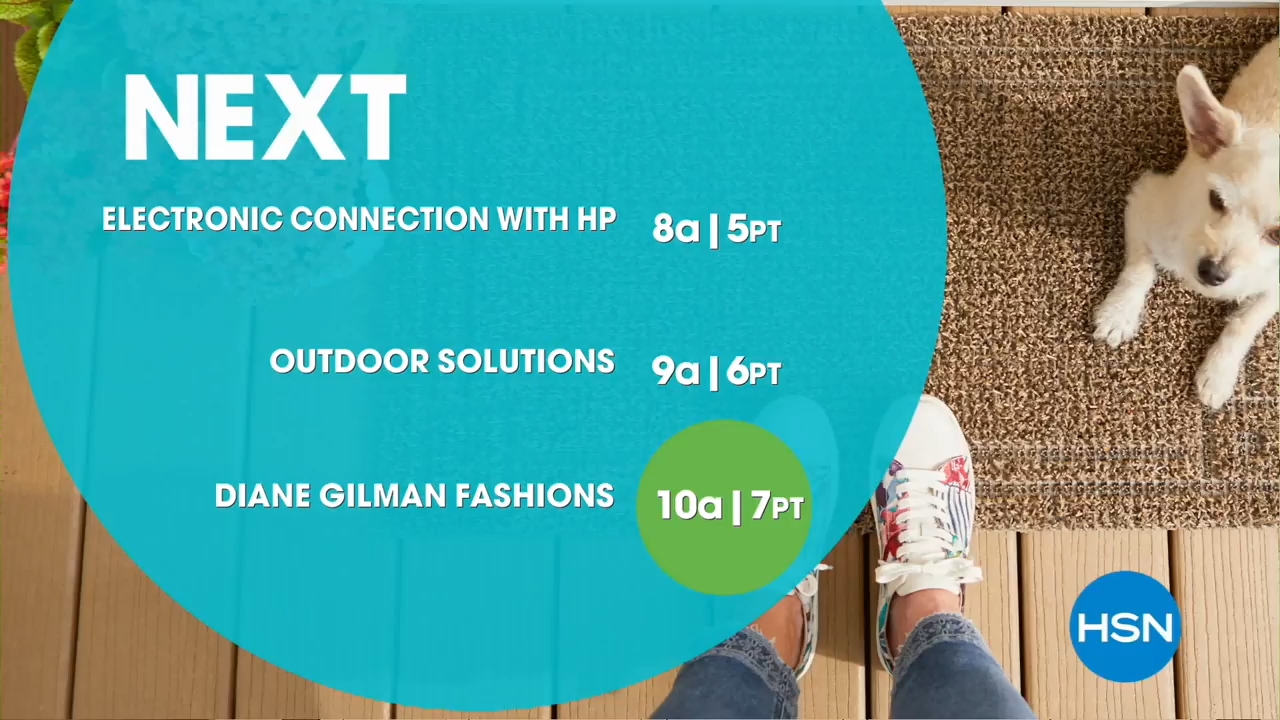 NEXT
ELECTRONIC CONNECTION WITH HP 8a | 5PT
OUTDOOR SOLUTIONS 9a | 6PT
DIANE GILMAN FASHIONS 10a | 7PT
HSN